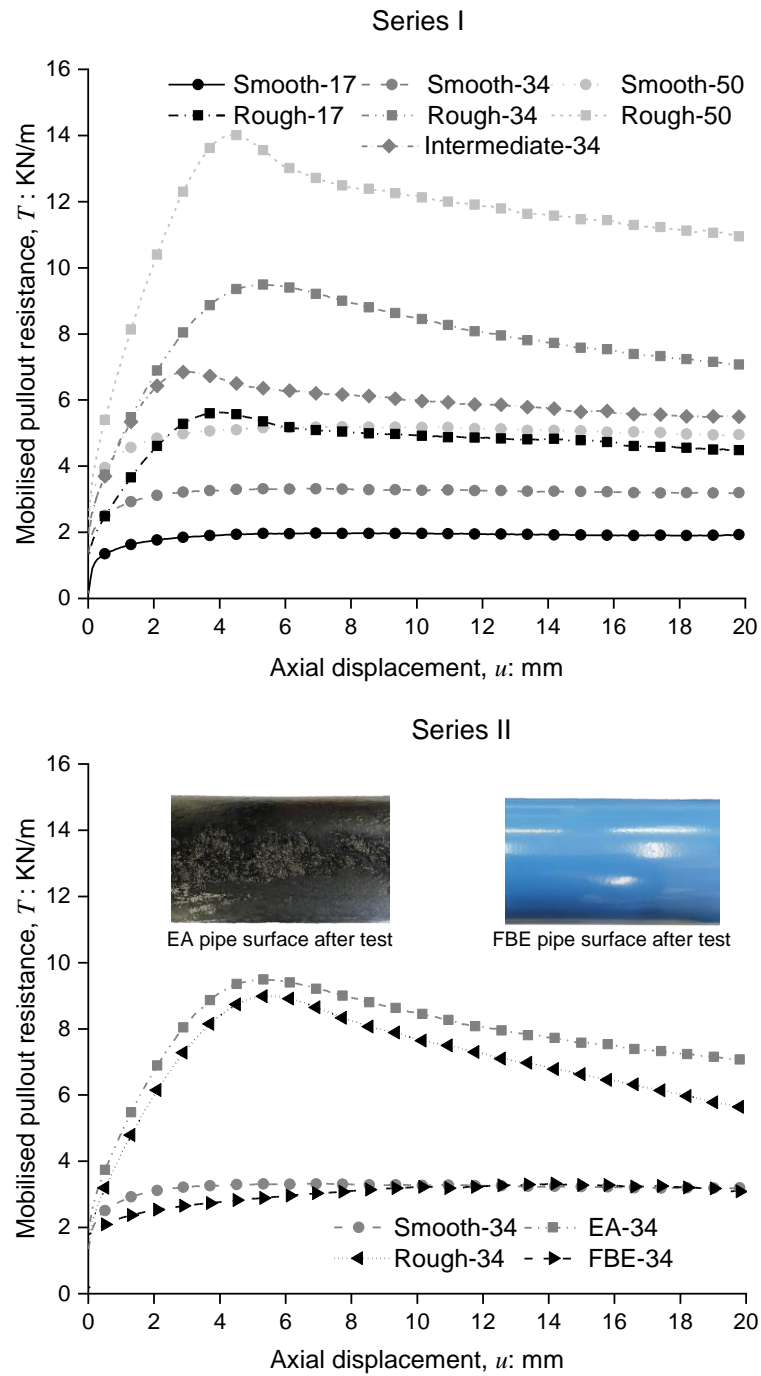 Series I
16
14
12
10
8
6
4
2
0
Mobilised pullout resistance, T : KN/m
Smooth-17 Smooth-34 Smooth-50
Rough-17 Rough-34 Rough-50
Intermediate-34
0 2 4 6 8 10 12 14 16 18 20
Axial displacement, u: mm
Series II
16
14
12
10
8
6
4
2
0
Mobilised pullout resistance, T : KN/m
EA pipe surface after test FBE pipe surface after test
Smooth-34 EA-34
Rough-34 FBE-34
0 2 4 6 8 10 12 14 16 18 20
Axial displacement, u: mm